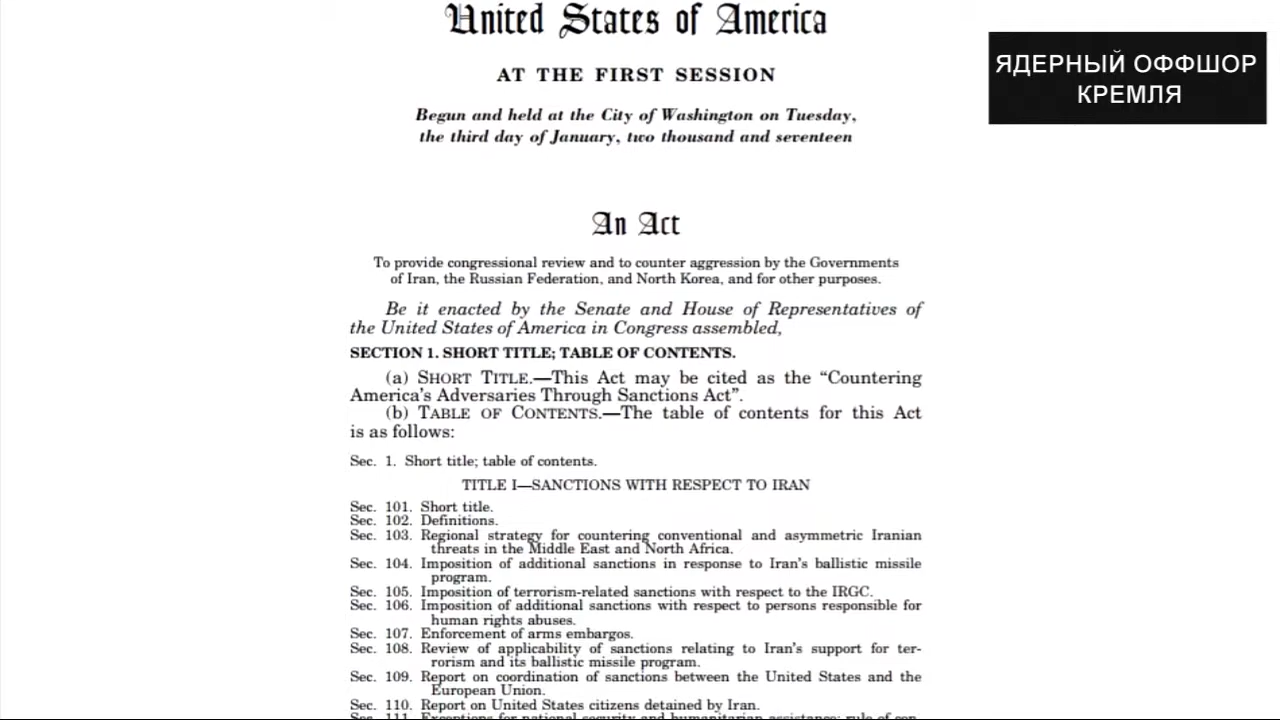 United States of America
AT THE FIRST SESSION
Begun and held at the City of Washington on Tuesday,
the third day of January, two thousand and seventeen
An Act
To provide congressional review and to counter aggression by the Governments
of Iran, the Russian Federation, and North Korea, and for other purposes.
Be it enacted by the Senate and House of Representatives of
the United States of America in Congress assembled,
SECTION 1. SHORT TITLE; TABLE OF CONTENTS.
(a) SHORT TITLE.—This Act may be cited as the “Countering
America’s Adversaries Through Sanctions Act”.
(b) TABLE OF CONTENTS.—The table of contents for this Act
is as follows:
Sec. 1. Short title; table of contents.
TITLE I—SANCTIONS WITH RESPECT TO IRAN
Sec. 101. Short title.
Sec. 102. Definitions.
Sec. 103. Regional strategy for countering conventional and asymmetric Iranian
threats in the Middle East and North Africa.
Sec. 104. Imposition of additional sanctions in response to Iran’s ballistic missile
program.
Sec. 105. Imposition of terrorism-related sanctions with respect to the IRGC.
Sec. 106. Imposition of additional sanctions with respect to persons responsible for
human rights abuses.
Sec. 107. Enforcement of arms embargos.
Sec. 108. Review of applicability of sanctions relating to Iran’s support for ter-
rorism and its ballistic missile program.
Sec. 109. Report on coordination of sanctions between the United States and the
European Union.
Sec. 110. Report on United States citizens detained by Iran.
Sec. 111. Exceptions for national security and humanitarian assistance; rule of con-
ЯДЕРНЫЙ ОФФШОР
КРЕМЛЯ